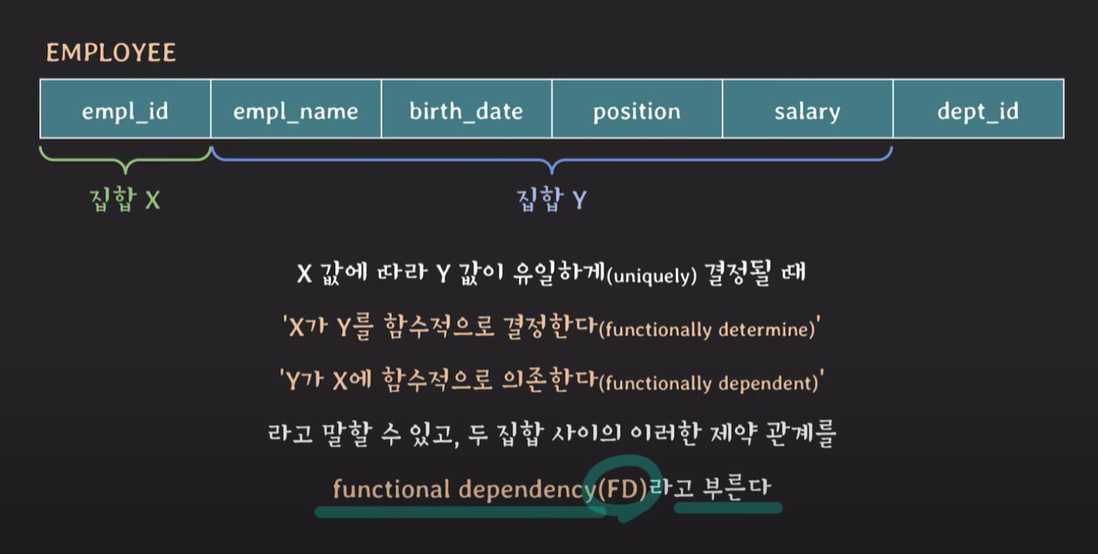 EMPLOYEE
empl_id empl_name birth_date position salary dept_id
집합 X 집합 Y
X 값에 따라 Y 값이 유일하게(uniquely) 결정될 때
'X가 Y를 함수적으로 결정한다(functionally determine)'
'Y가 X에 함수적으로 의존한다(functionally dependent)'
라고 말할 수 있고, 두 집합 사이의 이러한 제약 관계를
functional dependency(FD)라고 부른다